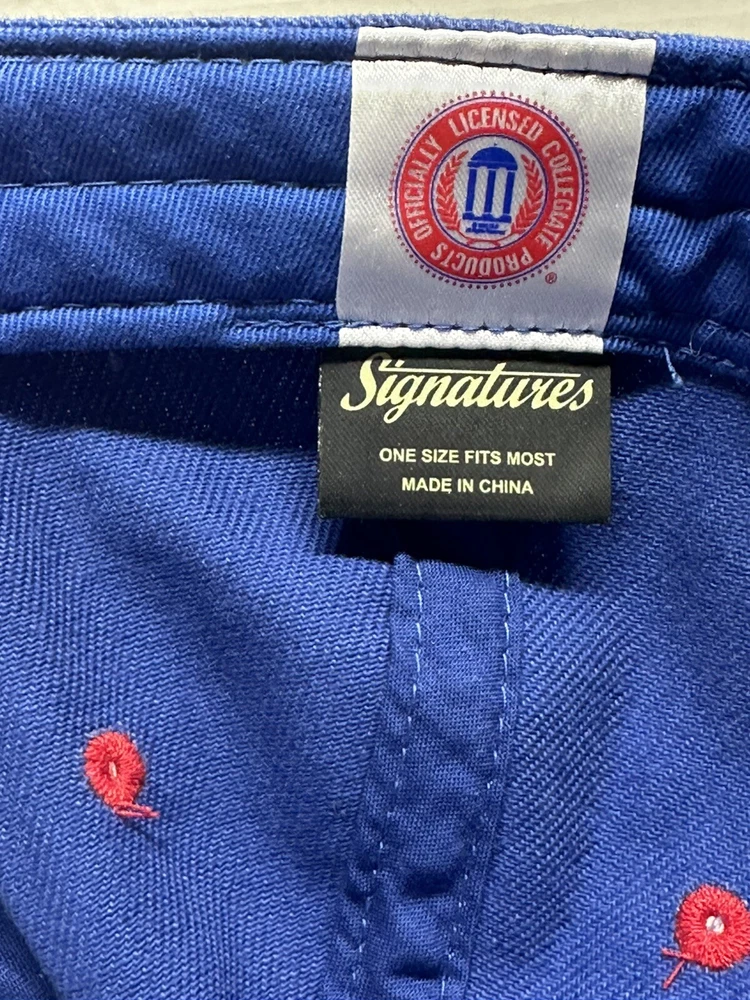 OFFICIALLY LICENSED COLLEGIATE PRODUCTS
®
Signatures
ONE SIZE FITS MOST
MADE IN CHINA